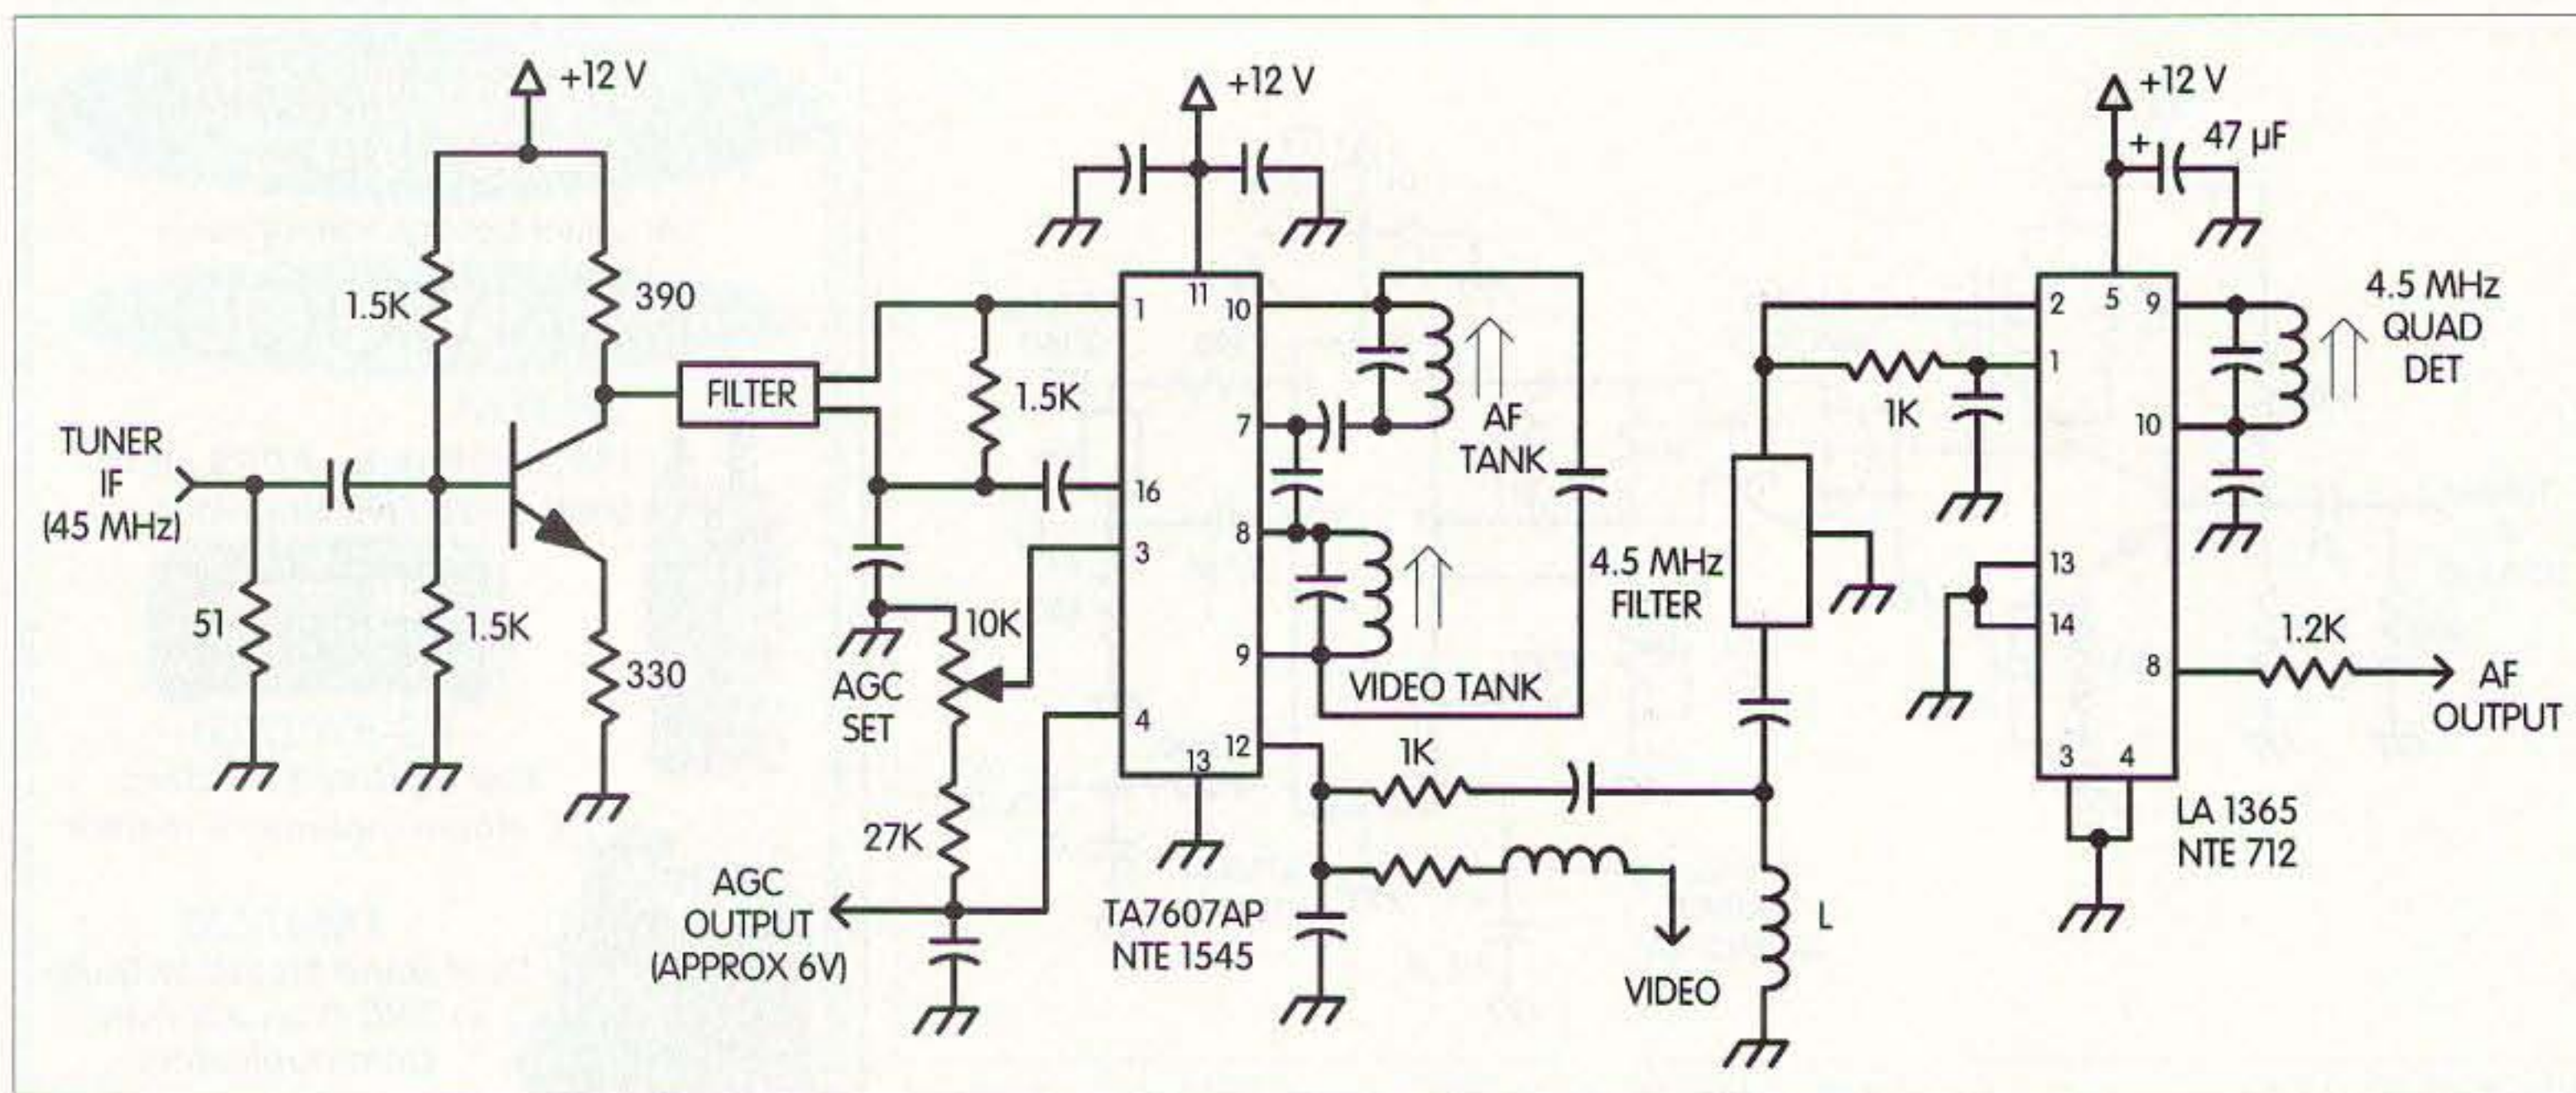 +12 V
1.5K
390
TUNER
IF
(45 MHz)
51
1.5K
330
FILTER
1.5K
AGC
SET
10K
27K
AGC
OUTPUT
(APPROX 6V)
+12 V
1
11
10
7
16
8
3
9
4
12
13
TA7607AP
NTE 1545
AF
TANK
VIDEO TANK
1K
VIDEO
L
4.5 MHz
FILTER
1K
+12 V
+
47 µF
2
5
9
1
10
13
14
8
3
4
4.5 MHz
QUAD
DET
1.2K
AF
OUTPUT
LA 1365
NTE 712